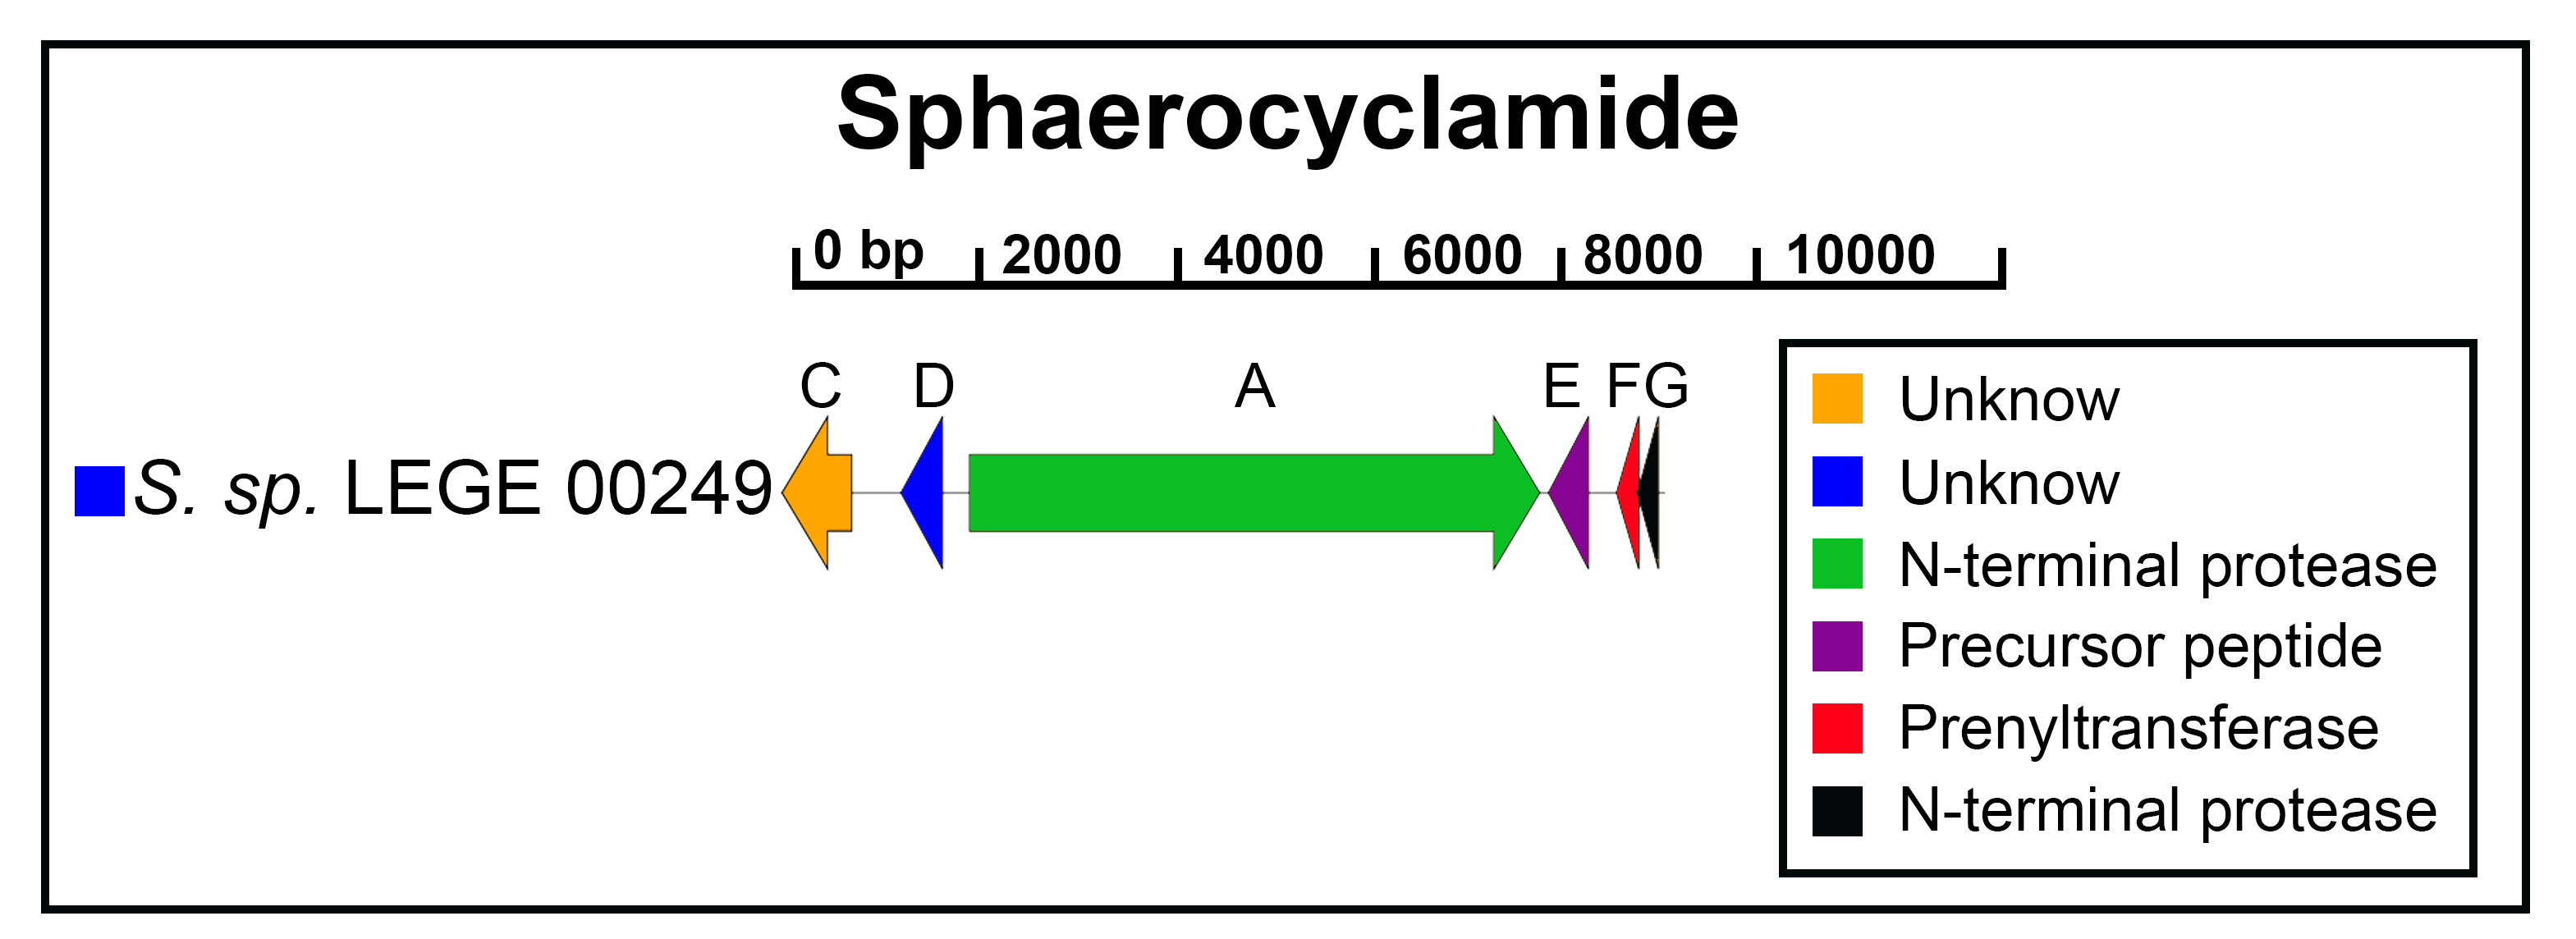 Sphaerocyclamide
0 bp 2000 4000 6000 8000 10000
C D A E F G
S. sp. LEGE 00249
Unknow
Unknow
N-terminal protease
Precursor peptide
Prenyltransferase
N-terminal protease